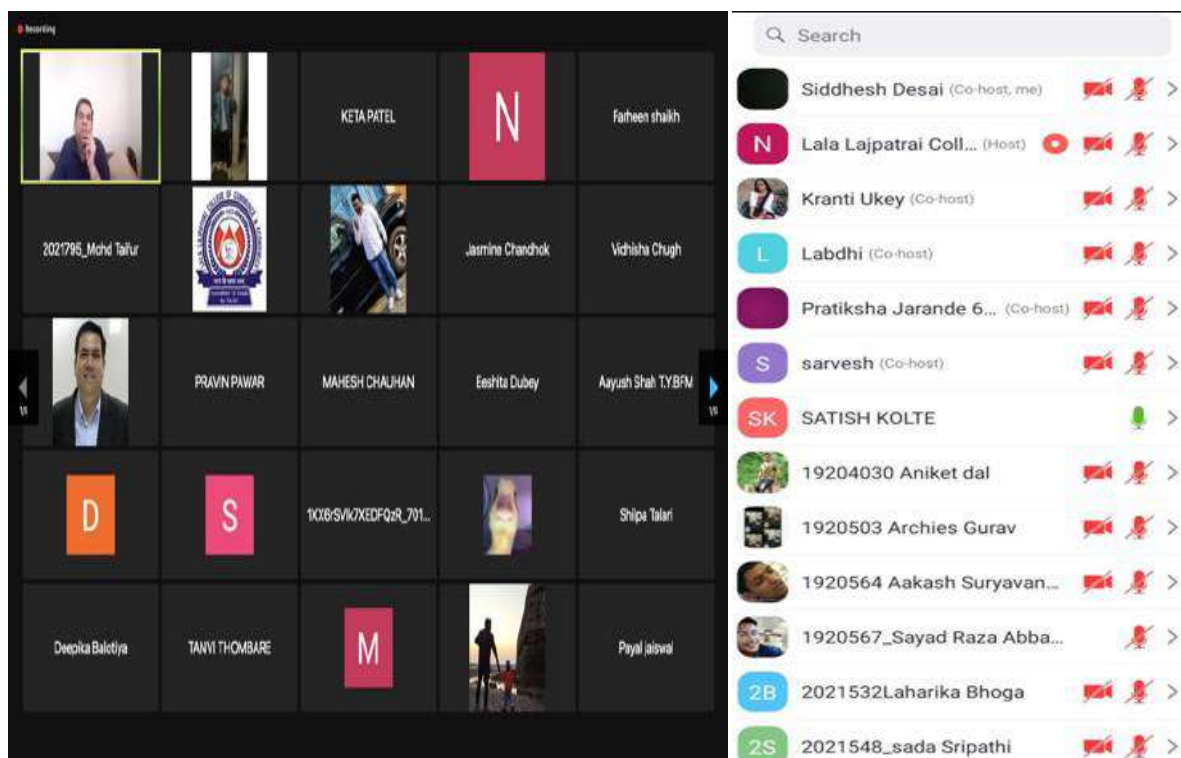 Recording
KETA PATEL
N
Farheen shaikh
2021795_Mohd Taifur
Jasmine Chandhok
Vidhisha Chugh
PRAVIN PAWAR
MAHESH CHAUHAN
Eeshita Dubey
Aayush Shah T.Y.BFM
D
S
Shilpa Talari
Deepika Balotiya
TANVI THOMBARE
M
Payal jaiswal
Search
Siddhesh Desai (Co-host, me)
N Lala Lajpatrai Coll... (Host)
Kranti Ukey (Co-host)
L Labdhi (Co-host)
Pratiksha Jarande 6... (Co-host)
S sarvesh (Co-host)
SK SATISH KOLTE
19204030 Aniket dal
1920503 Archies Gurav
1920564 Aakash Suryavan...
1920567_Sayad Raza Abba...
2B 2021532Laharika Bhoga
2S 2021548_sada Sripathi